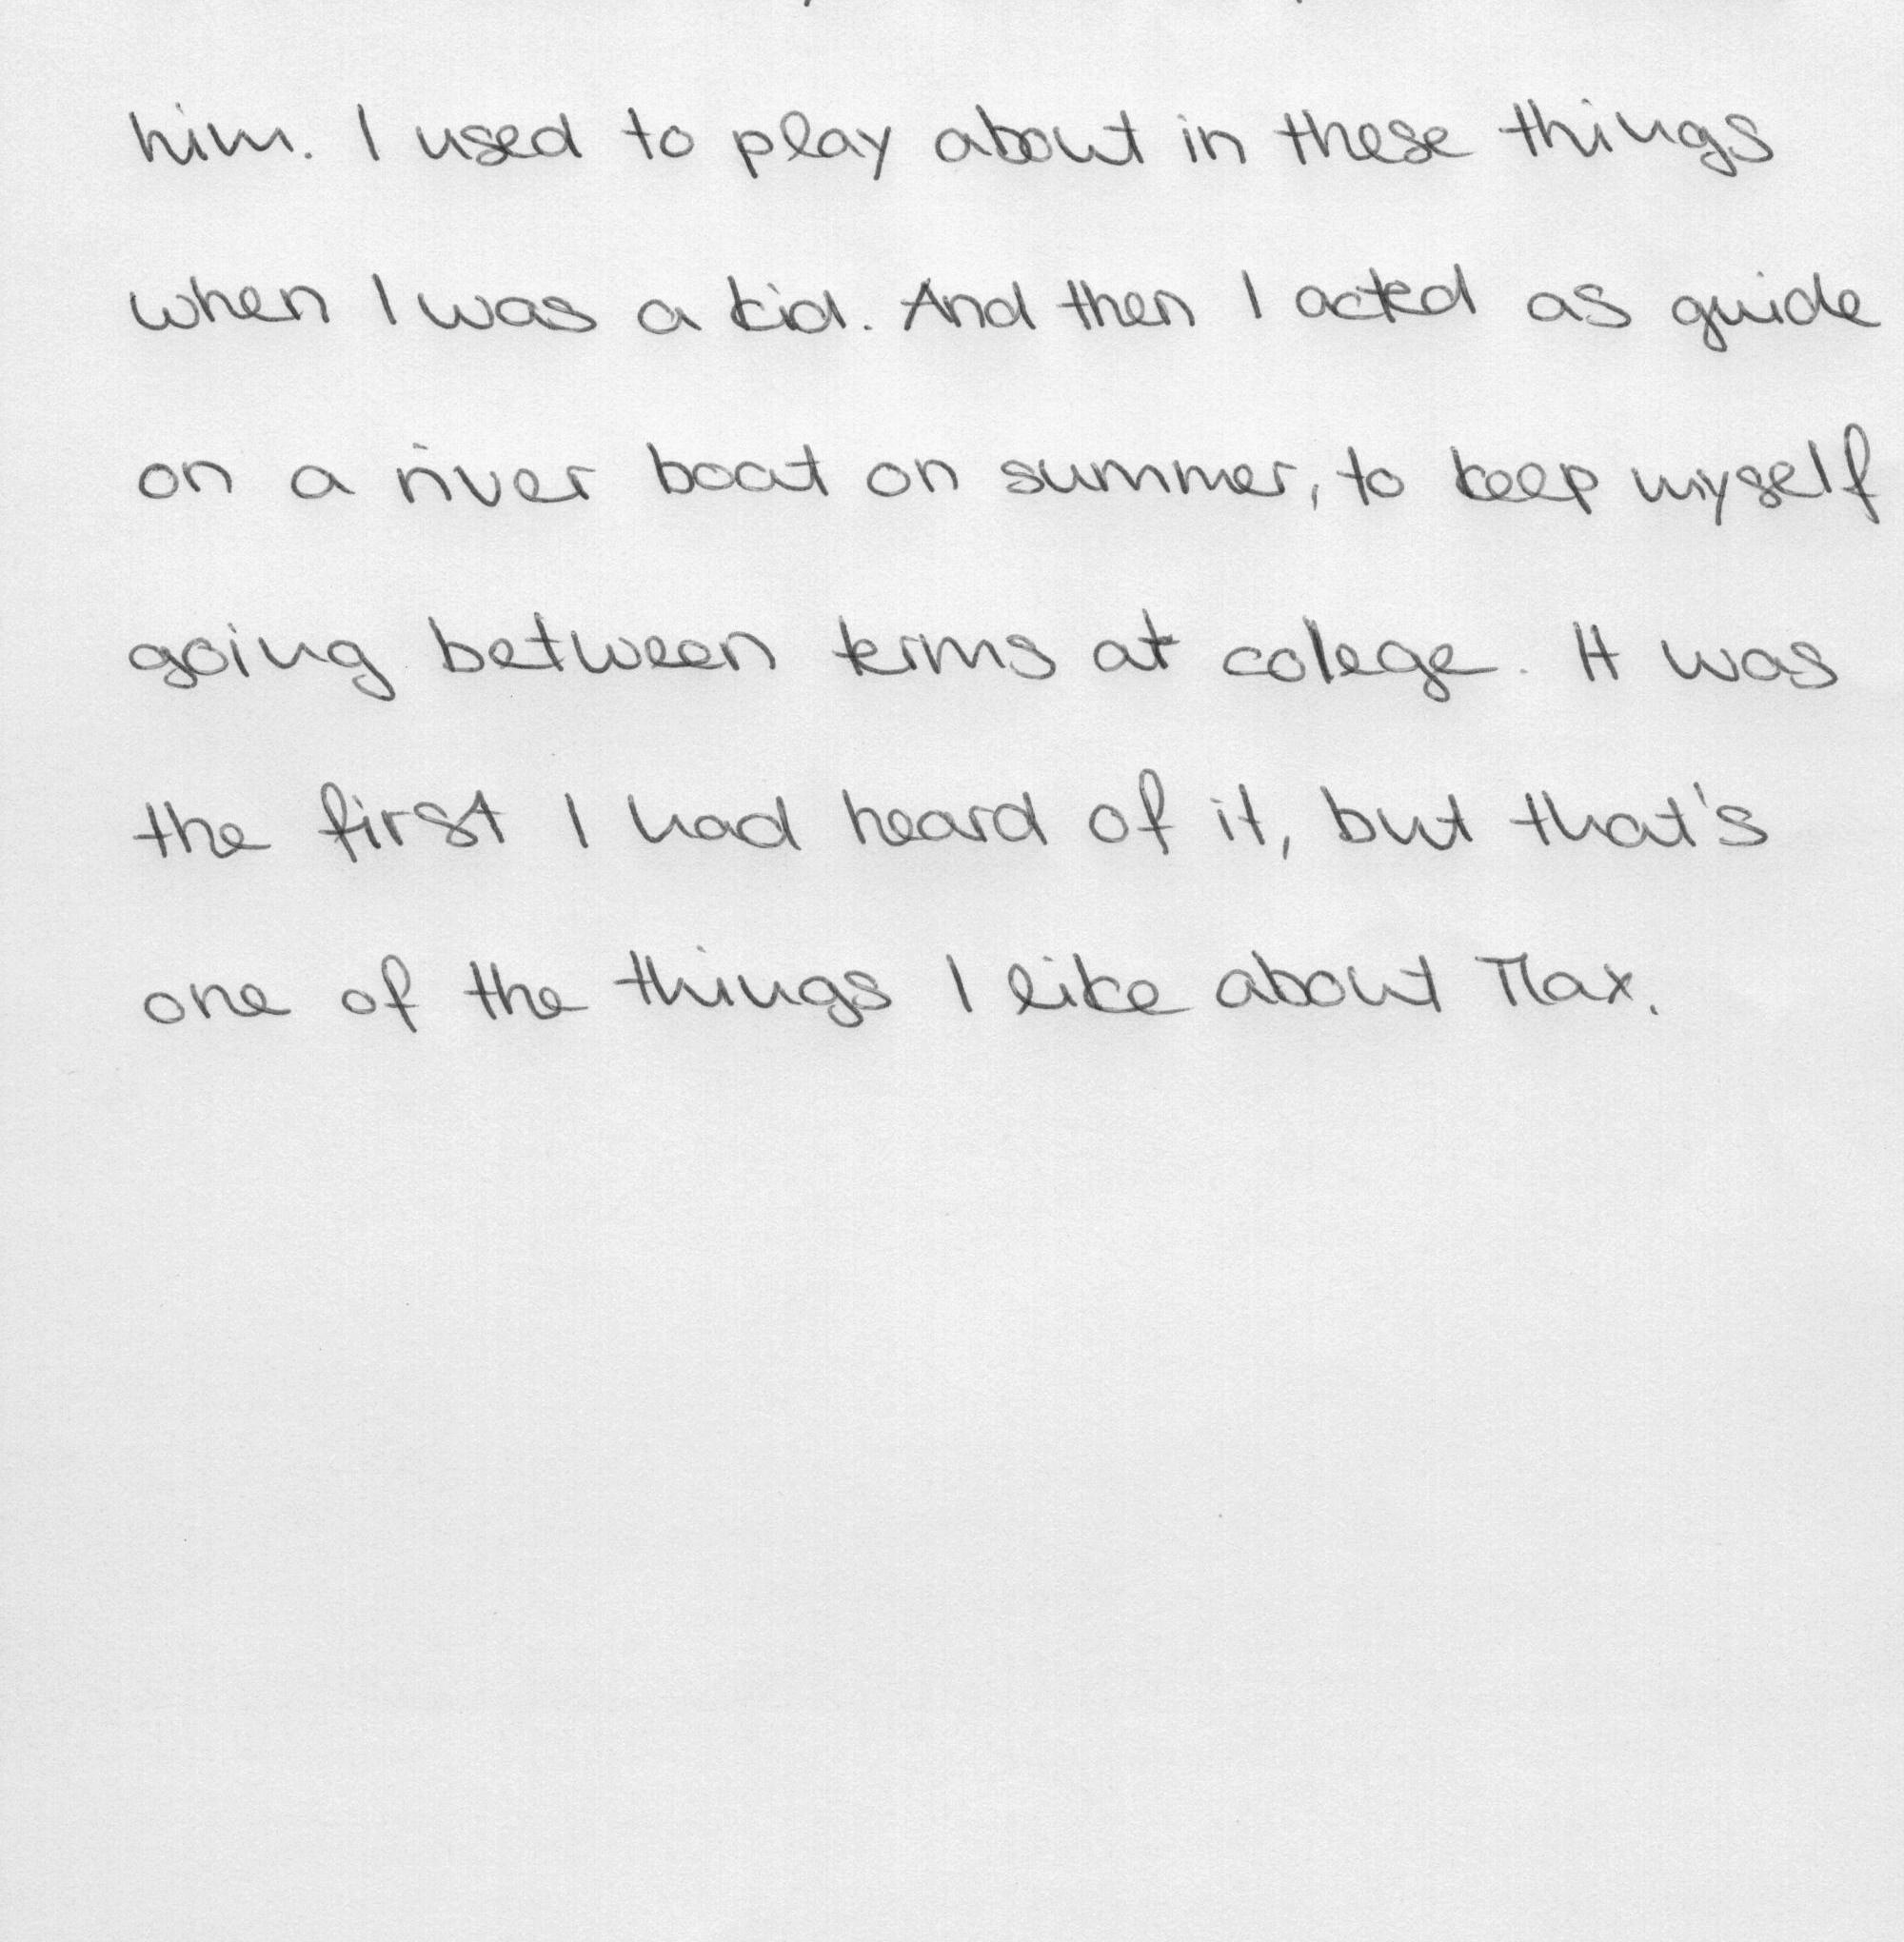 him. I used to play about in these things
when I was a kid. And then I acted as guide
on a river boat on summer, to keep myself
going between terms at colege. It was
the first I had heard of it, but that's
one of the things I like about Max.